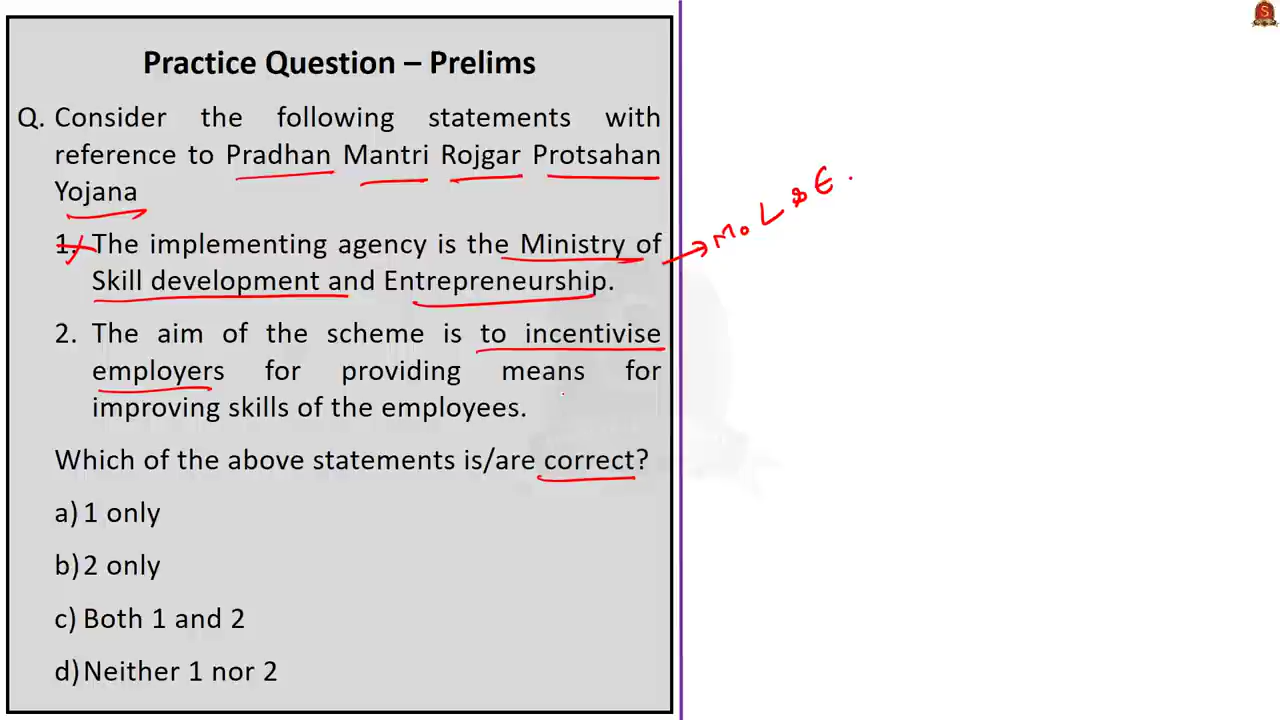 Practice Question – Prelims
Q. Consider the following statements with
reference to Pradhan Mantri Rojgar Protsahan
Yojana
1. The implementing agency is the Ministry of
Skill development and Entrepreneurship.
→ Mo L & E.
2. The aim of the scheme is to incentivise
employers for providing means for
improving skills of the employees.
Which of the above statements is/are correct?
a) 1 only
b) 2 only
c) Both 1 and 2
d) Neither 1 nor 2
S